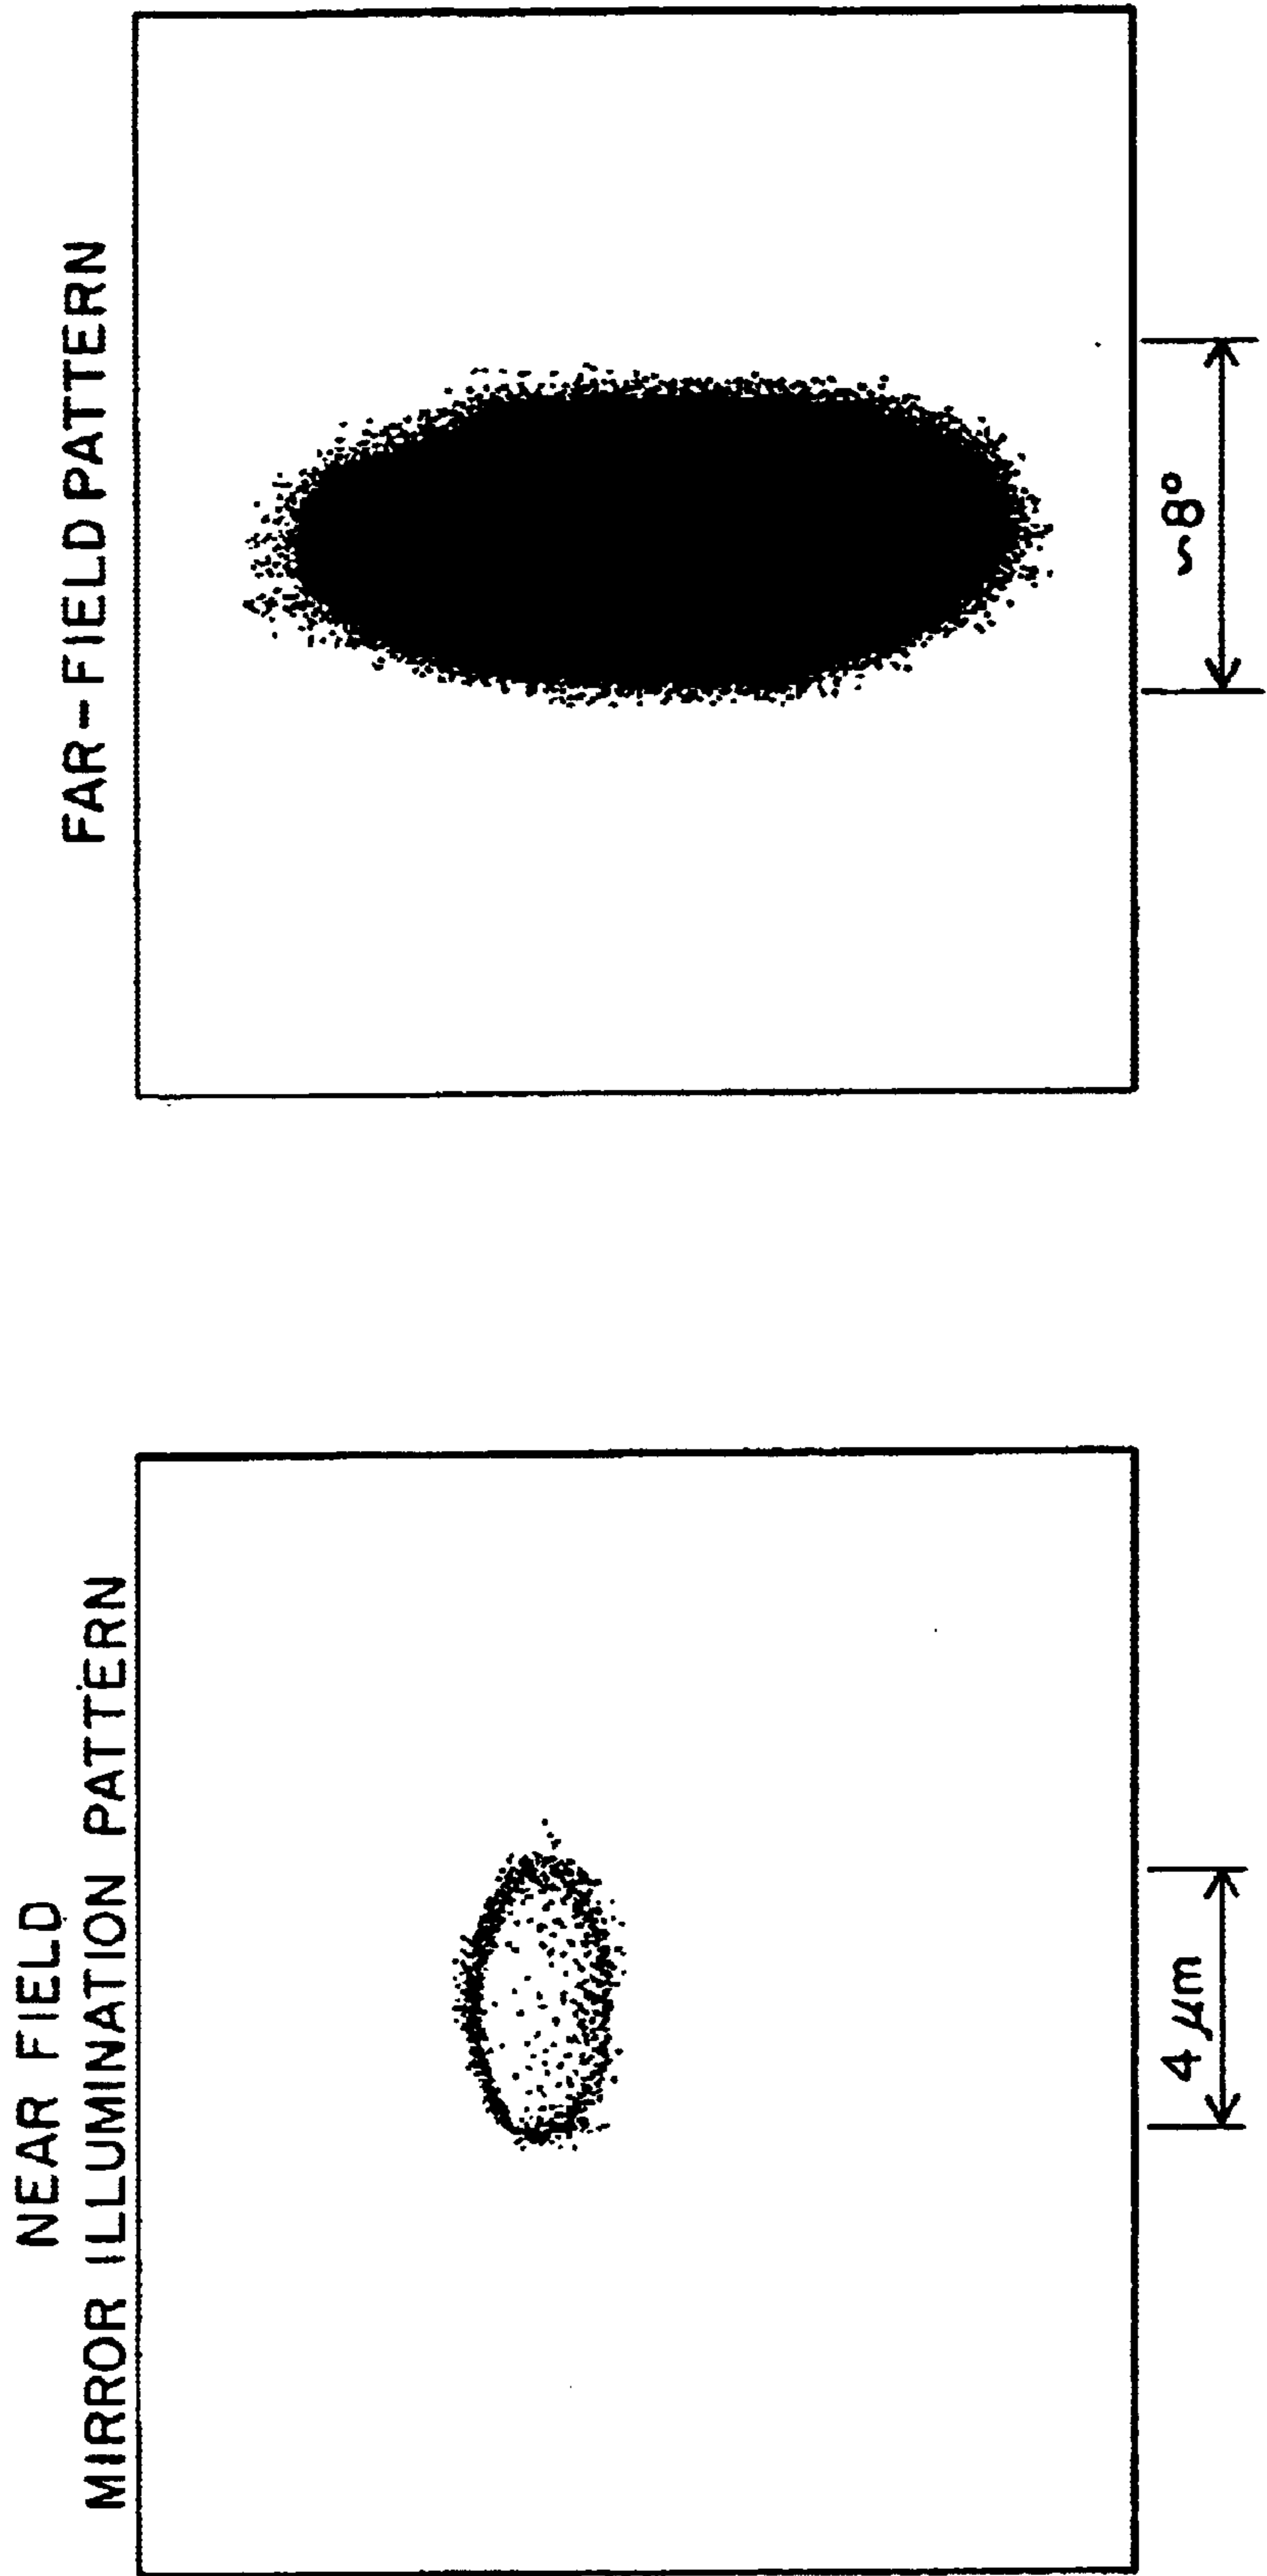 NEAR FIELD
MIRROR ILLUMINATION PATTERN
4 μm
FAR-FIELD PATTERN
~8°